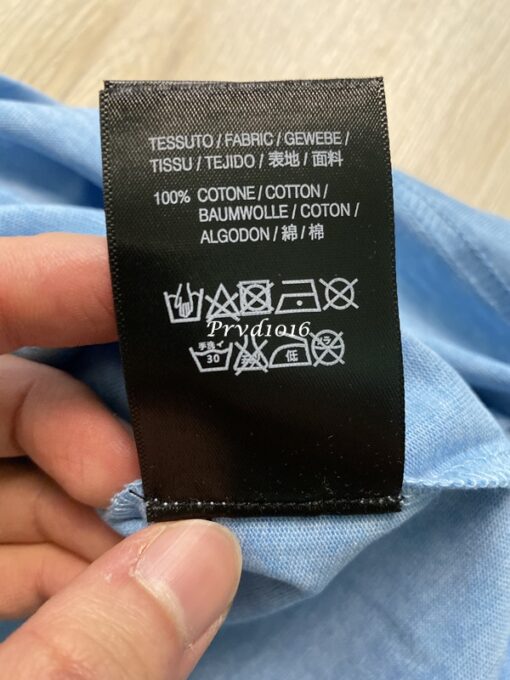 TESSUTO / FABRIC / GEWEBE /
TISSU / TEJIDO / 表地 / 面料
100% COTONE / COTTON /
BAUMWOLLE / COTON /
ALGODON / 綿 / 棉
Prvd1016
手洗イ
30
低